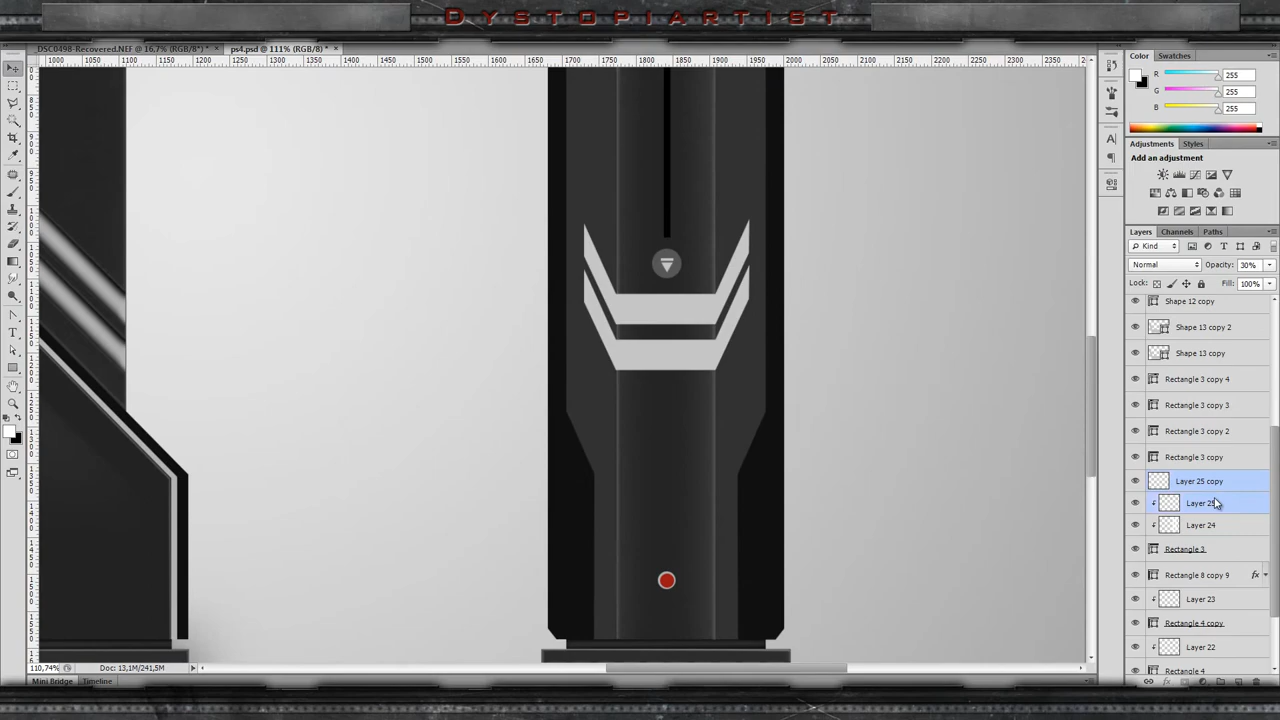 Dystopiartist
_DSC0498-Recovered.NEF @ 16,7% (RGB/8*) * × ps4.psd @ 111% (RGB/8) * ×
1000 1050 1100 1150 1200 1250 1300 1350 1400 1450 1500 1550 1600 1650 1700 1750 1800 1850 1900 1950 2000 2050 2100 2150 2200 2250 2300 2350
Color Swatches
R 255
G 255
B 255
Adjustments Styles
Add an adjustment
Layers Channels Paths
Kind
Normal Opacity: 30%
Lock: Fill: 100%
Shape 12 copy
Shape 13 copy 2
Shape 13 copy
Rectangle 3 copy 4
Rectangle 3 copy 3
Rectangle 3 copy 2
Rectangle 3 copy
Layer 25 copy
Layer 25
Layer 24
Rectangle 3
Rectangle 8 copy 9 fx
Layer 23
Rectangle 4 copy
Layer 22
Rectangle 4
110,74% Doc: 13,1M/241,5M
Mini Bridge Timeline